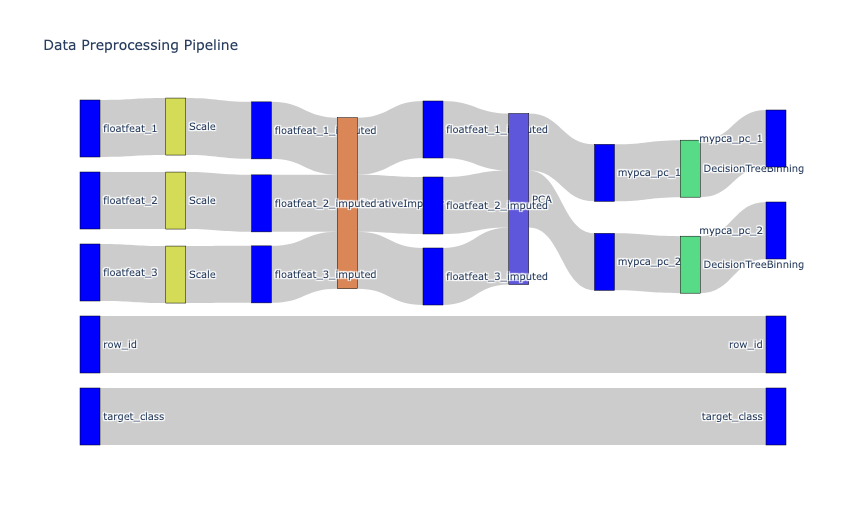 Data Preprocessing Pipeline
floatfeat_1
Scale
floatfeat_1_imputed
floatfeat_1_imputed
mypca_pc_1
mypca_pc_1
DecisionTreeBinning
floatfeat_2
Scale
floatfeat_2_imputed
floatfeat_2_imputed
PCA
mypca_pc_2
mypca_pc_2
DecisionTreeBinning
floatfeat_3
Scale
floatfeat_3_imputed
floatfeat_3_imputed
row_id
row_id
target_class
target_class